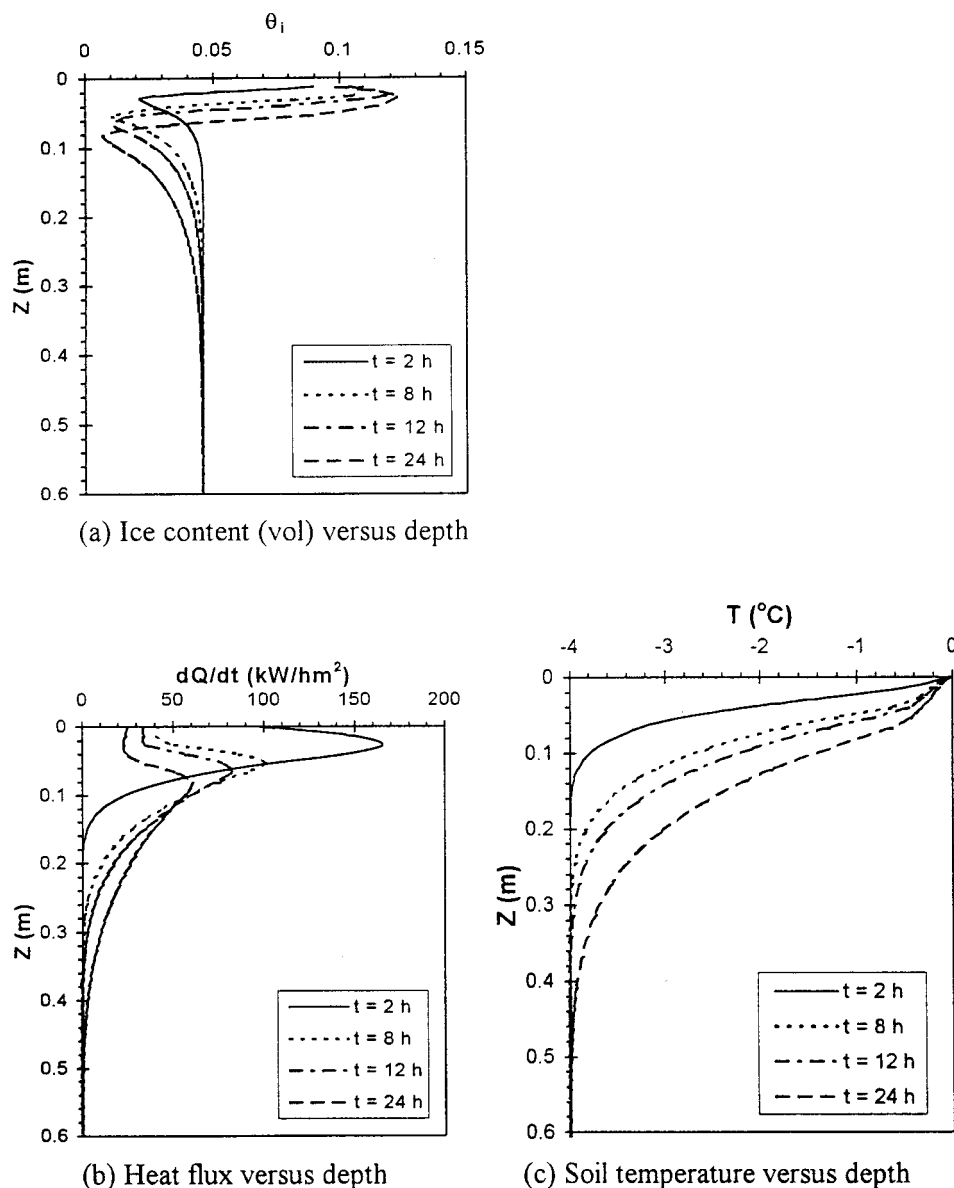 θi
0 0.05 0.1 0.15
0
0.1
0.2
0.3
0.4
0.5
0.6
Z (m)
t = 2 h
t = 8 h
t = 12 h
t = 24 h
(a) Ice content (vol) versus depth
dQ/dt (kW/hm²)
0 50 100 150 200
0
0.1
0.2
0.3
0.4
0.5
0.6
Z (m)
t = 2 h
t = 8 h
t = 12 h
t = 24 h
(b) Heat flux versus depth
T (°C)
-4 -3 -2 -1 0
0
0.1
0.2
0.3
0.4
0.5
0.6
Z (m)
t = 2 h
t = 8 h
t = 12 h
t = 24 h
(c) Soil temperature versus depth